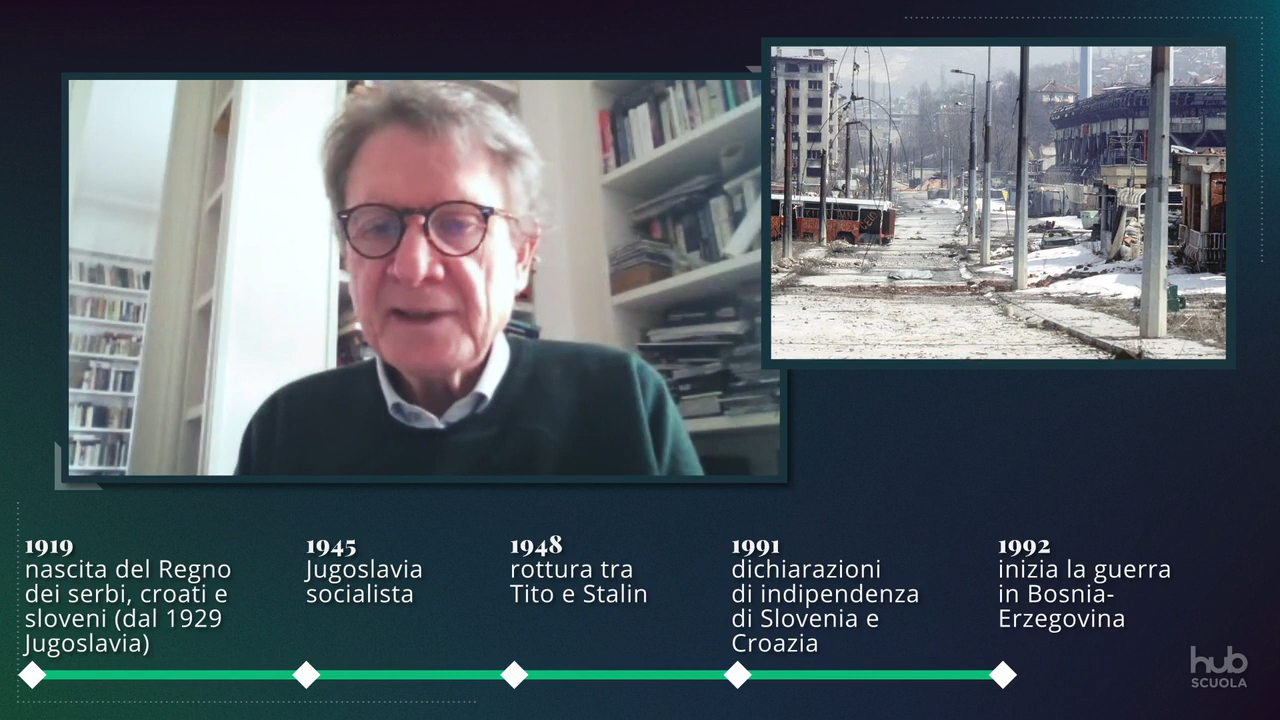 1919
nascita del Regno
dei serbi, croati e
sloveni (dal 1929
Jugoslavia)
1945
Jugoslavia
socialista
1948
rottura tra
Tito e Stalin
1991
dichiarazioni
di indipendenza
di Slovenia e
Croazia
1992
inizia la guerra
in Bosnia-
Erzegovina
hub
SCUOLA